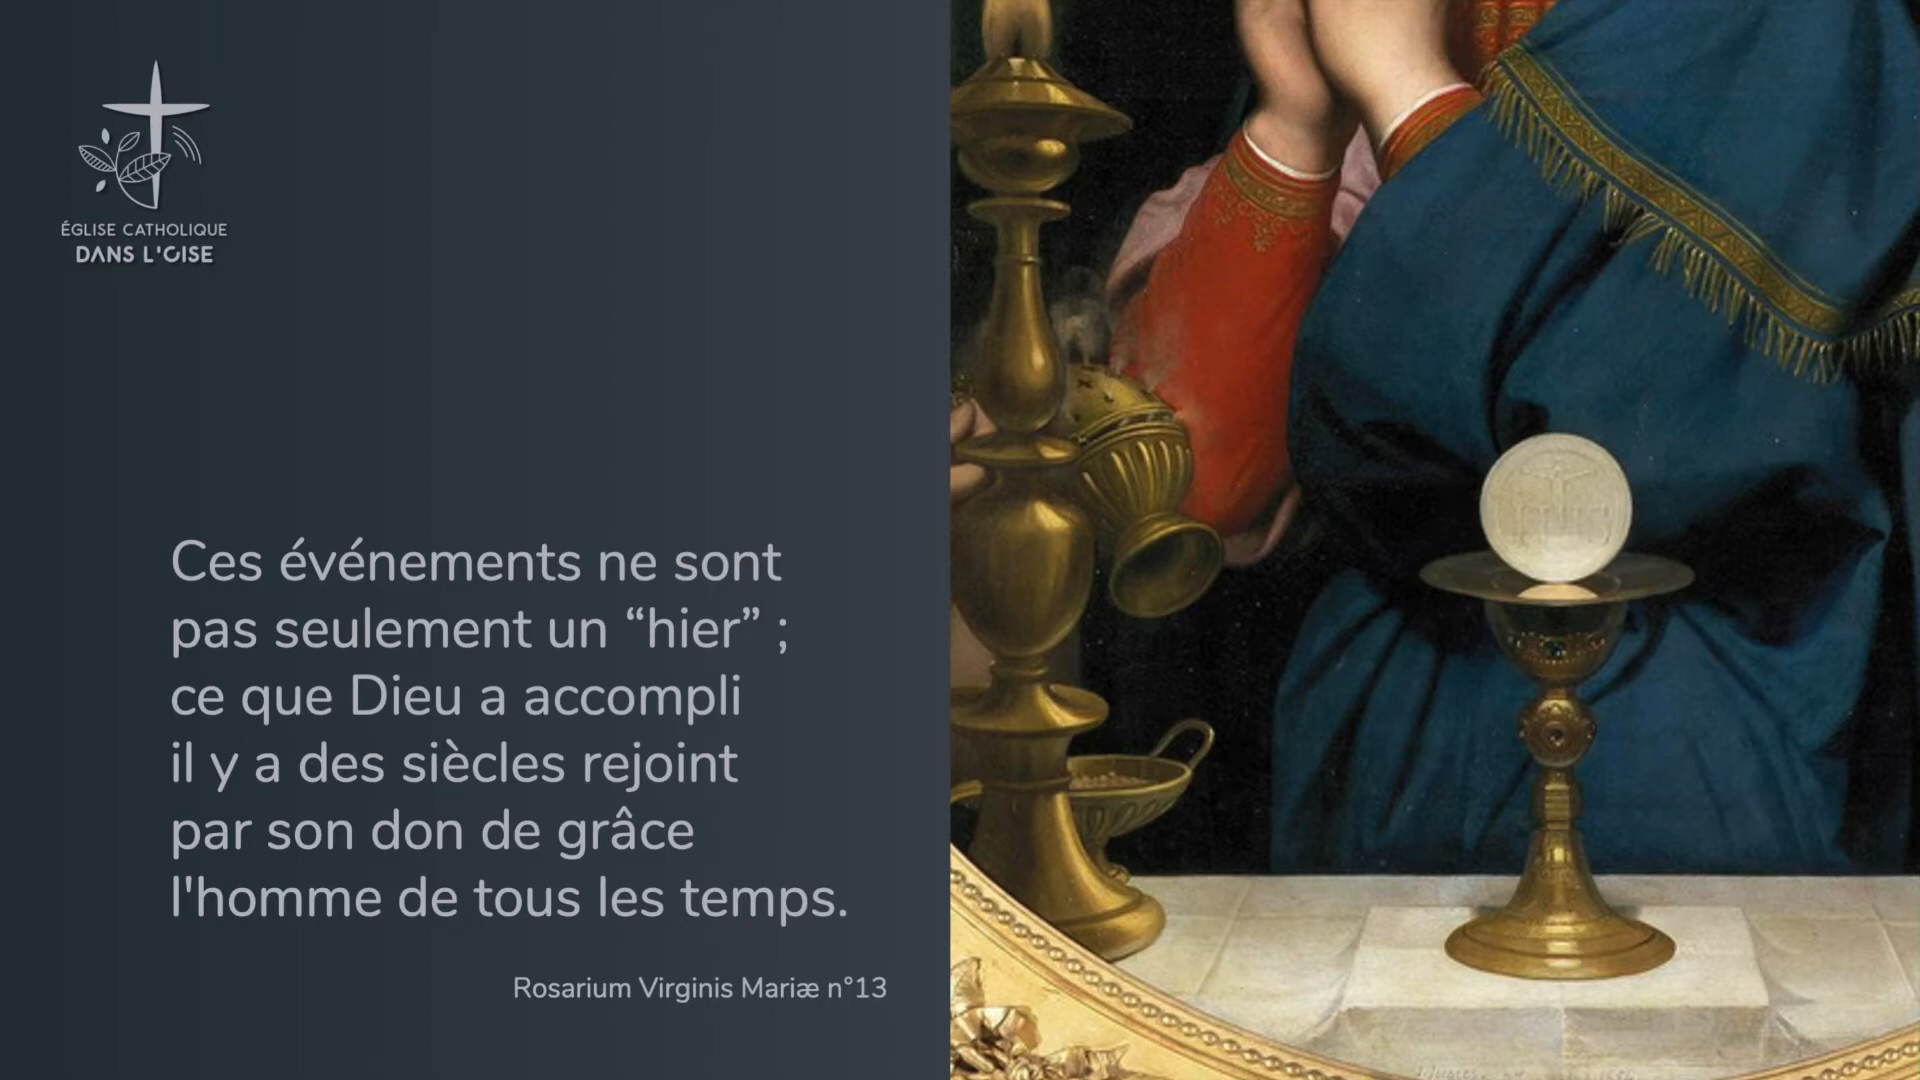 ÉGLISE CATHOLIQUE
DANS L'OISE
Ces événements ne sont
pas seulement un “hier” ;
ce que Dieu a accompli
il y a des siècles rejoint
par son don de grâce
l'homme de tous les temps.
Rosarium Virginis Mariæ n°13